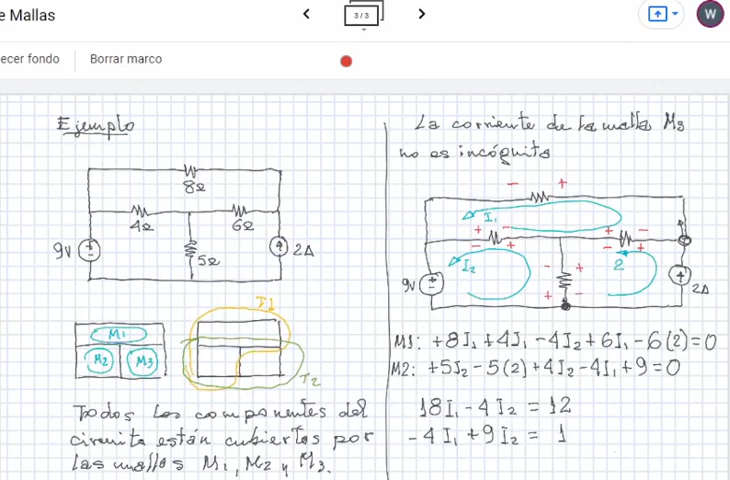 e Mallas
3 / 3
W
ecer fondo
Borrar marco
Ejemplo
8Ω
4Ω
6Ω
9V
5Ω
2A
I1
M1
M2
M3
T2
Todos los componentes del
circuito están cubiertos por
las mallas M1, M2 y M3.
La corriente de la malla M3
no es incógnita
- +
I1
+ - + -
- + - +
I2
2
- +
+ -
9V
2A
M1: +8I1+4I1-4I2+6I1-6(2)=0
M2: +5I2-5(2)+4I2-4I1+9=0
18I1-4I2=12
-4I1+9I2=1